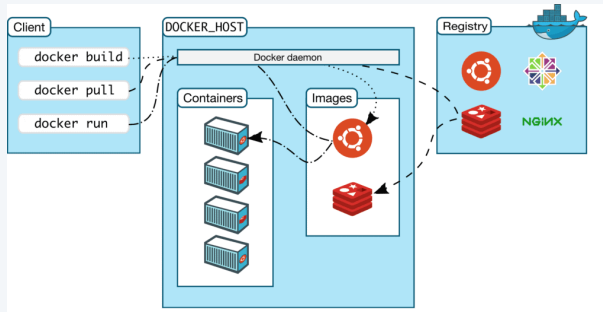 Client
docker build
docker pull
docker run
DOCKER_HOST
Docker daemon
Containers
Images
Registry
NGINX